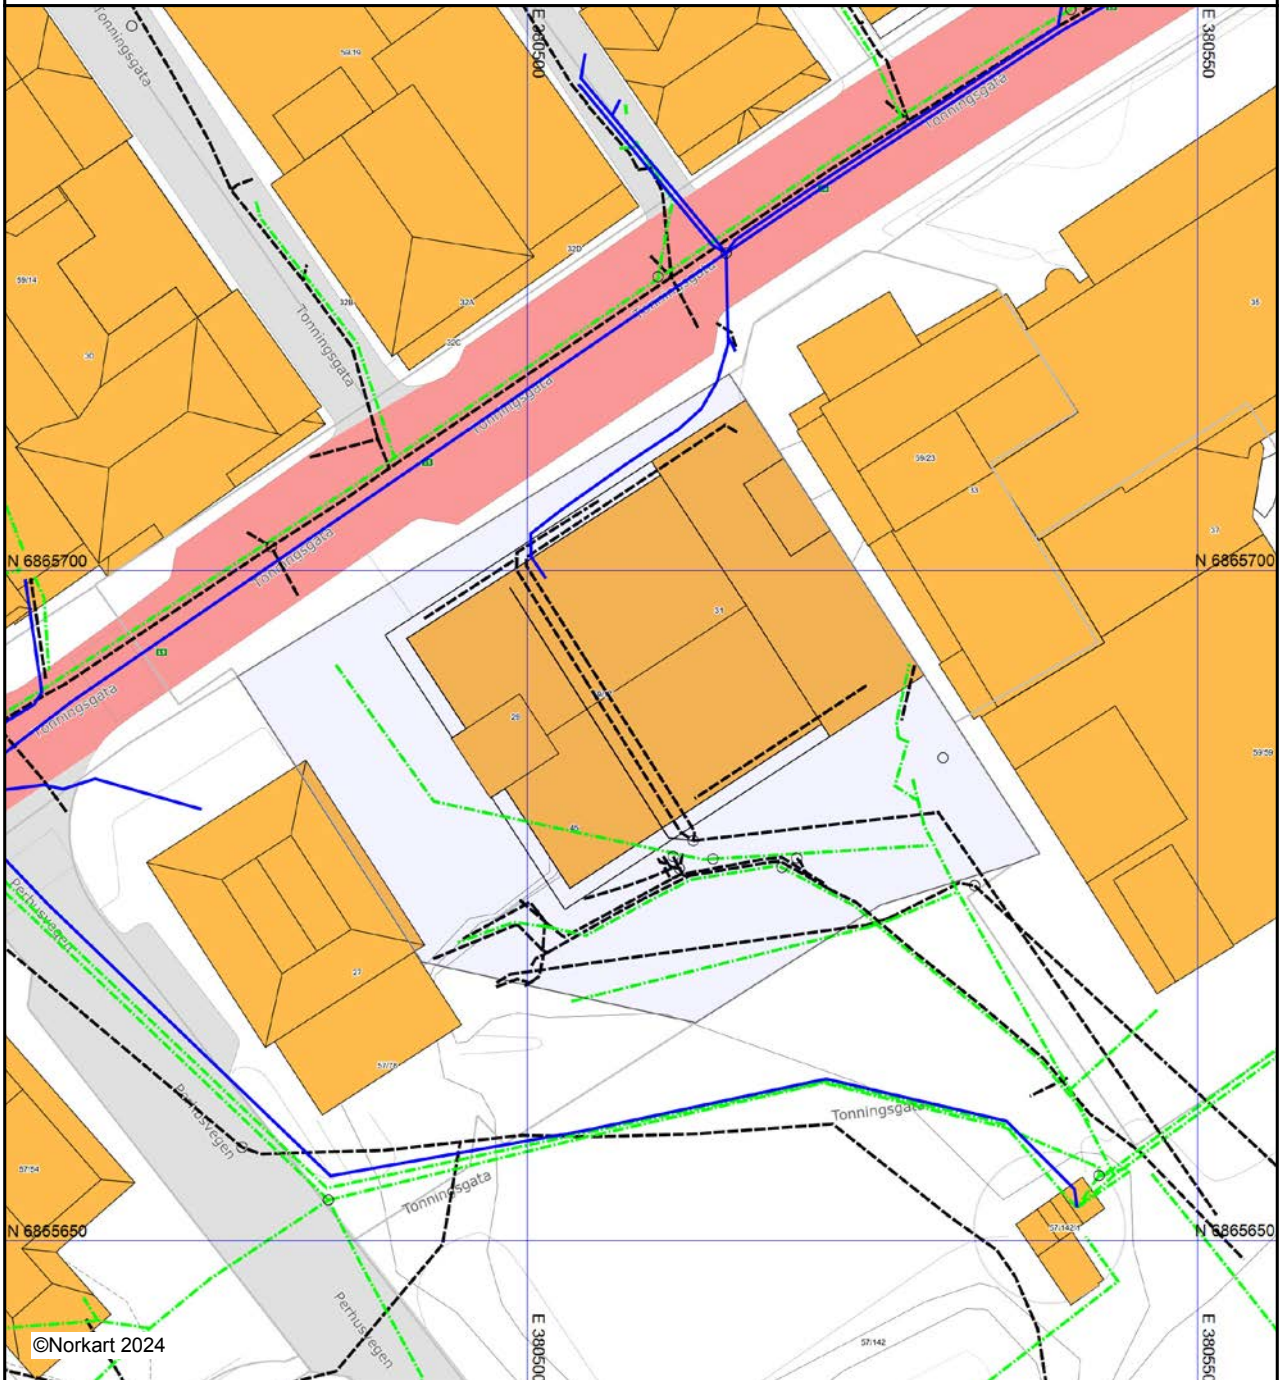 Tonningsgata
E 380500
E 380550
59/19
Tonningsgata
32D
59/14
32B
32A
35
Tonningsgata
Tonningsgata
32C
30
Tonningsgata
59/23
33
37
Tonningsgata
N 6865700
N 6865700
31
Tonningsgata
29
59/59
40
Perhusvegen
27
57/76
Perhusvegen
Tonningsgata
57/54
Tonningsgata
N 6865650
57/142/1
N 6865650
Perhusvegen
E 380500
E 380550
57/142
©Norkart 2024